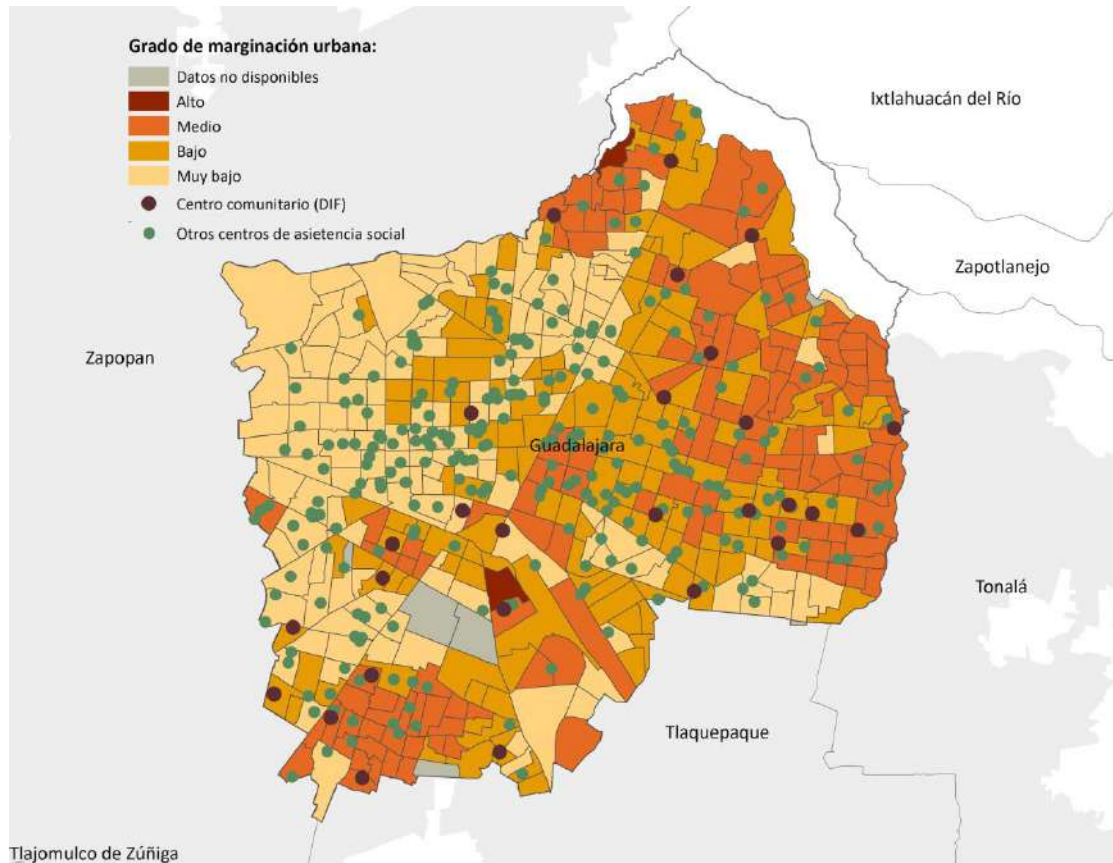 Grado de marginación urbana:
Datos no disponibles
Alto
Medio
Bajo
Muy bajo
Centro comunitario (DIF)
Otros centros de asietencia social
Ixtlahuacán del Río
Zapotlanejo
Zapopan
Guadalajara
Tonalá
Tlaquepaque
Tlajomulco de Zúñiga